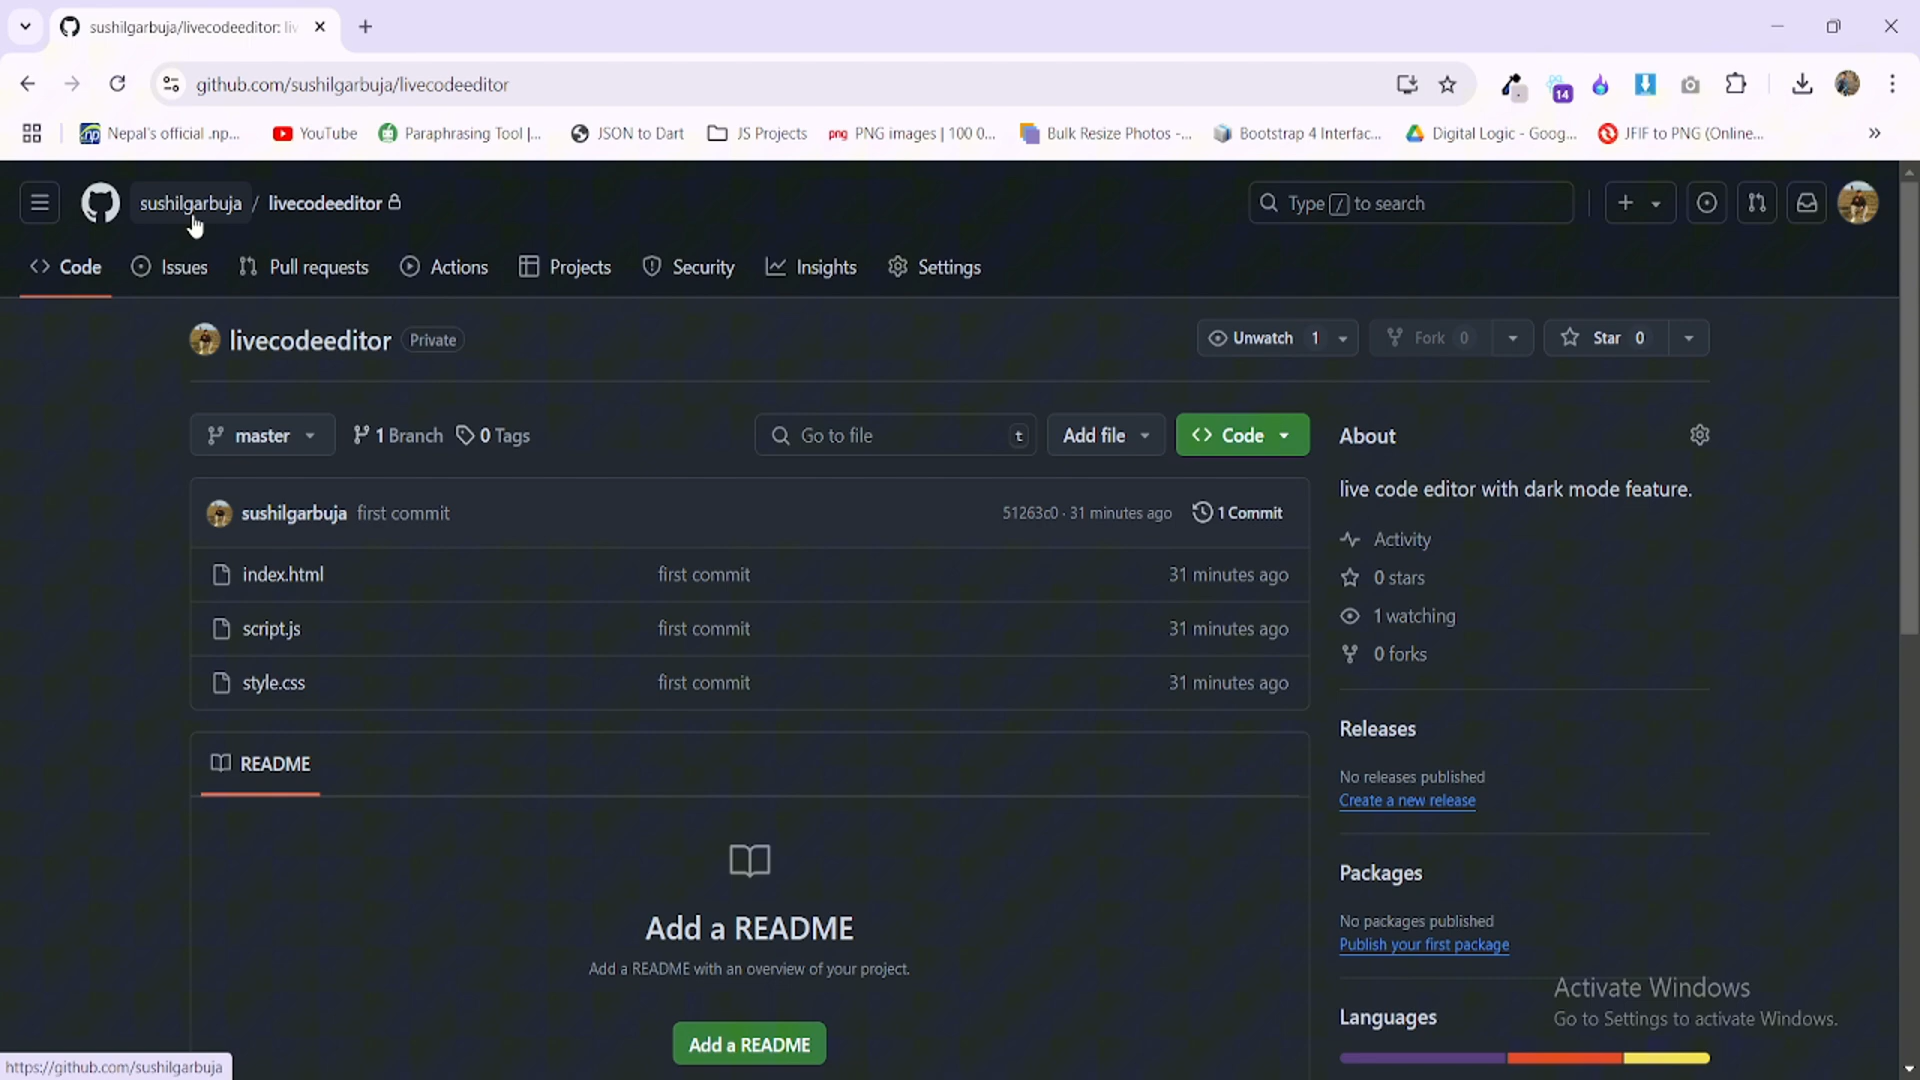 sushilgarbuja/livecodeeditor: li
github.com/sushilgarbuja/livecodeeditor
14
Nepal's official .np...
YouTube
Paraphrasing Tool |...
JSON to Dart
JS Projects
png PNG images | 100 0...
Bulk Resize Photos -...
Bootstrap 4 Interfac...
Digital Logic - Goog...
JFIF to PNG (Online...
sushilgarbuja / livecodeeditor
Type / to search
Code
Issues
Pull requests
Actions
Projects
Security
Insights
Settings
livecodeeditor Private
Unwatch 1
Fork 0
Star 0
master
1 Branch
0 Tags
Go to file t
Add file
Code
About
live code editor with dark mode feature.
sushilgarbuja first commit
51263c0 · 31 minutes ago
1 Commit
index.html first commit 31 minutes ago
script.js first commit 31 minutes ago
style.css first commit 31 minutes ago
Activity
0 stars
1 watching
0 forks
README
Add a README
Add a README with an overview of your project.
Add a README
Releases
No releases published
Create a new release
Packages
No packages published
Publish your first package
Languages
Activate Windows
Go to Settings to activate Windows.
https://github.com/sushilgarbuja